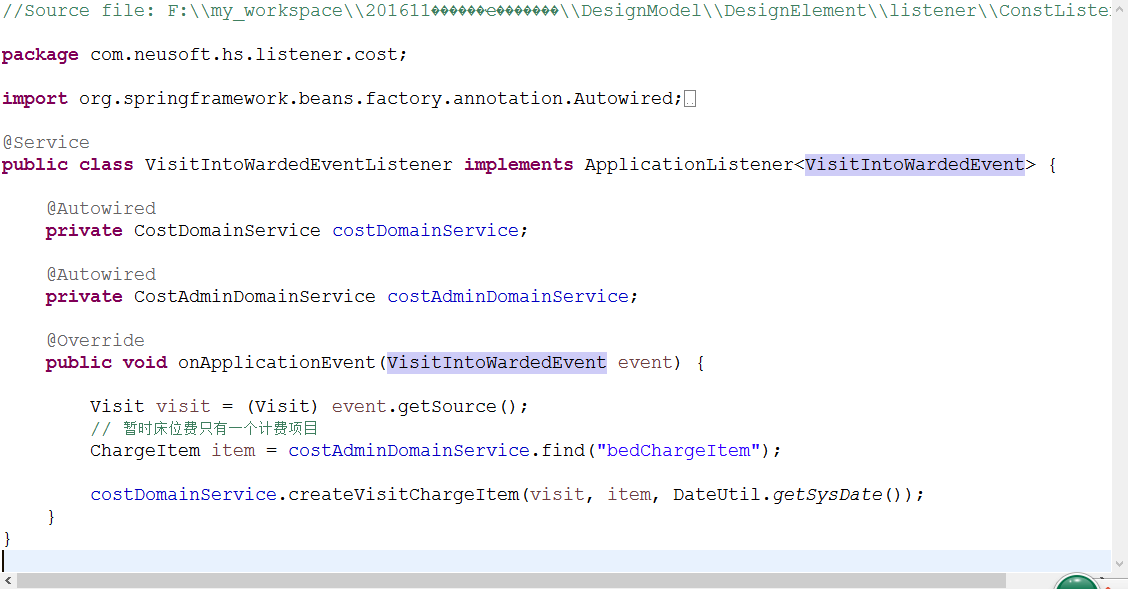 //Source file: F:\\my_workspace\\201611������e�������\\DesignModel\\DesignElement\\listener\\ConstListe
package com.neusoft.hs.listener.cost;
import org.springframework.beans.factory.annotation.Autowired;
@Service
public class VisitIntoWardedEventListener implements ApplicationListener<VisitIntoWardedEvent> {
@Autowired
private CostDomainService costDomainService;
@Autowired
private CostAdminDomainService costAdminDomainService;
@Override
public void onApplicationEvent(VisitIntoWardedEvent event) {
Visit visit = (Visit) event.getSource();
// 暂时床位费只有一个计费项目
ChargeItem item = costAdminDomainService.find("bedChargeItem");
costDomainService.createVisitChargeItem(visit, item, DateUtil.getSysDate());
}
}